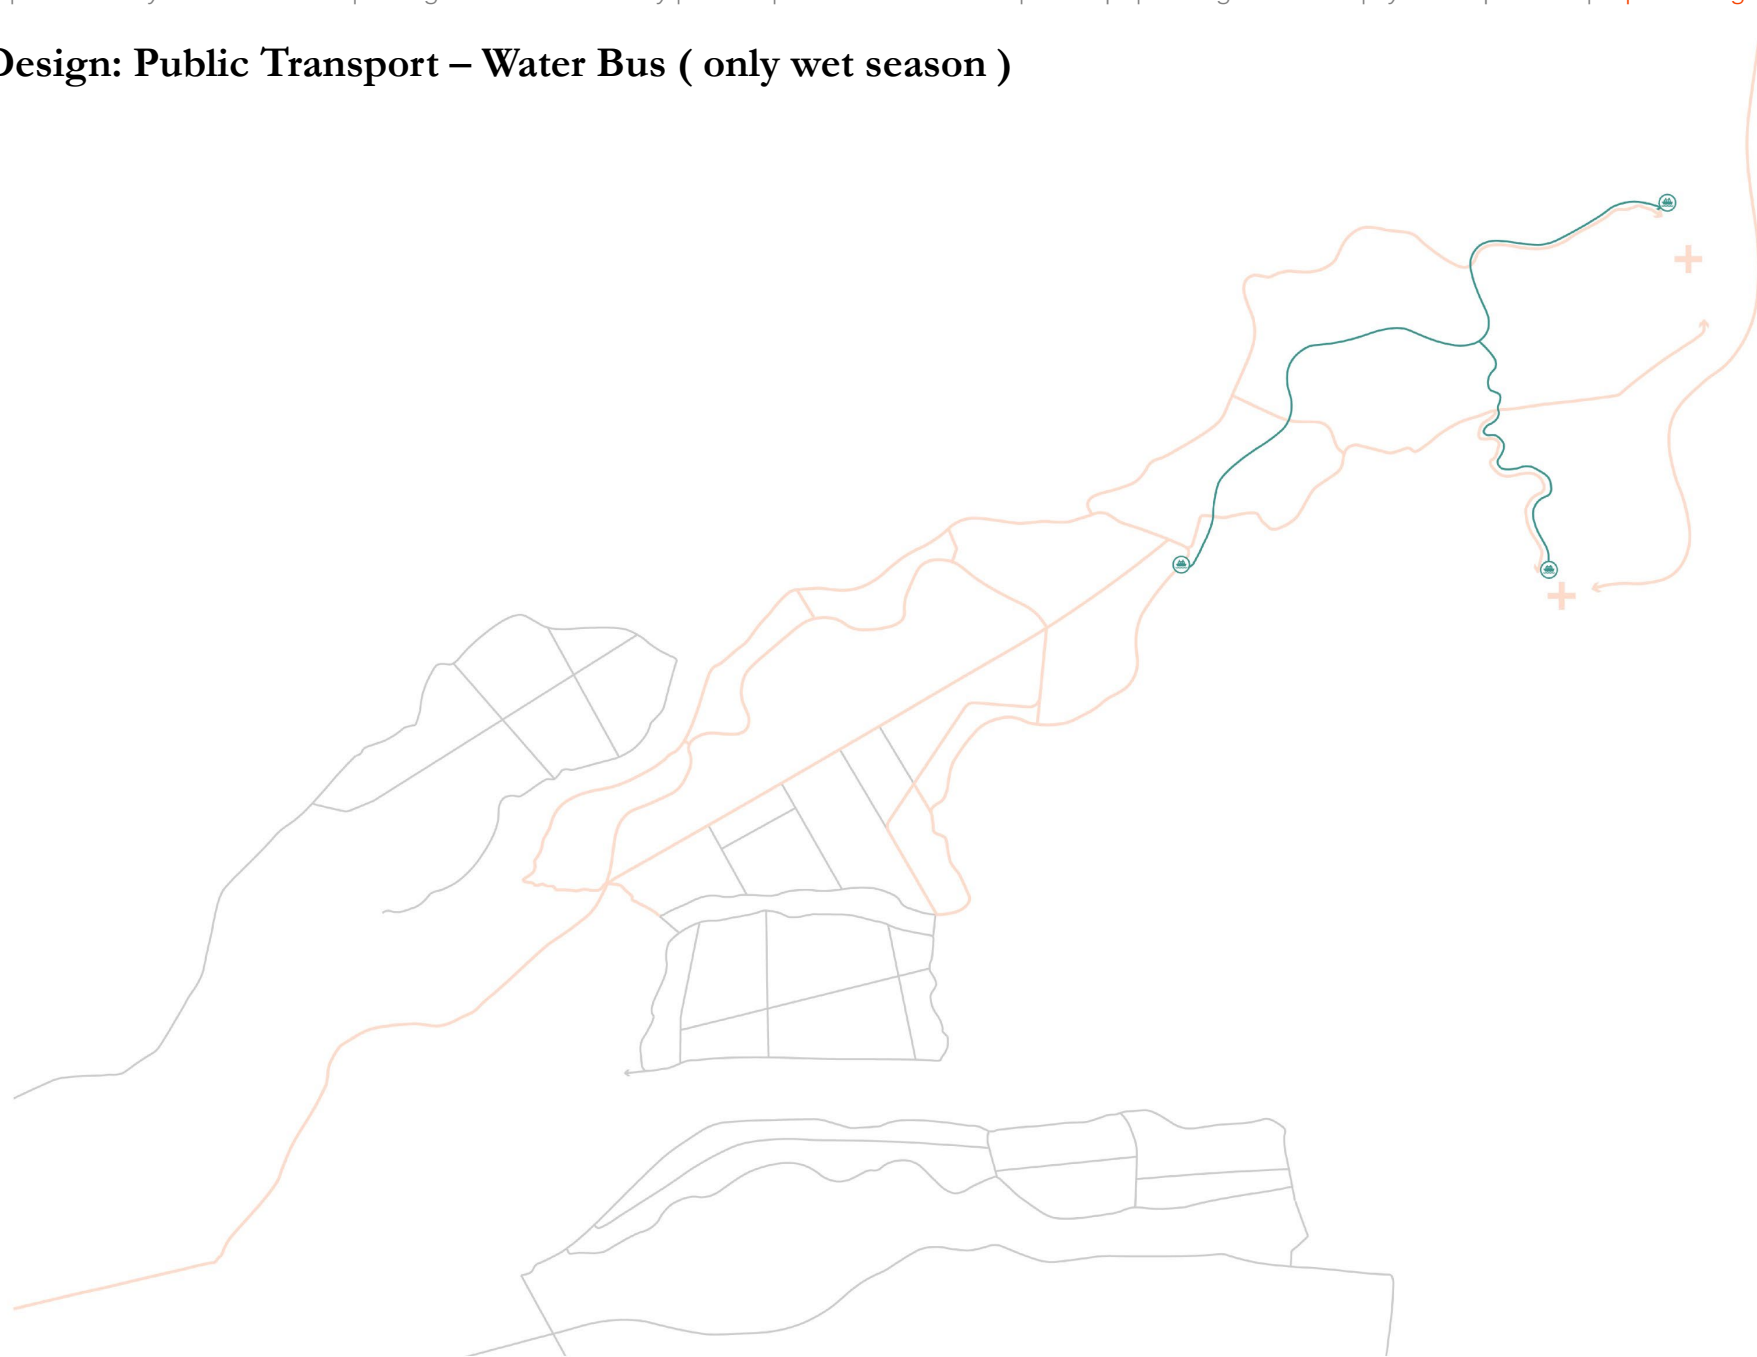 Design: Public Transport – Water Bus ( only wet season )